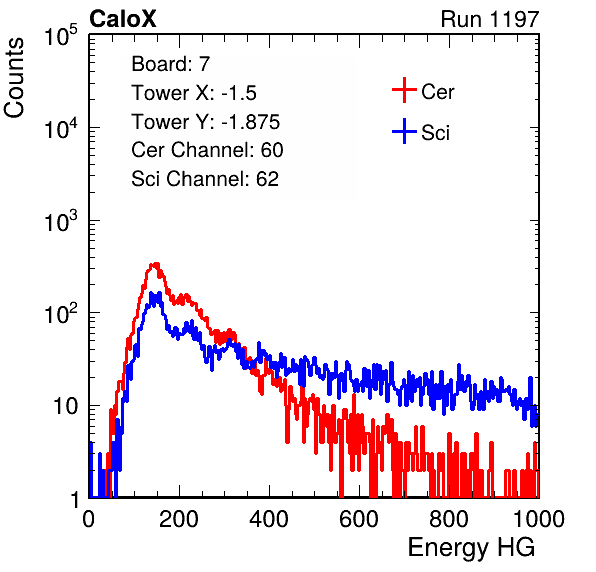 CaloX Run 1197
Counts
10^5
10^4
10^3
10^2
10
1
Board: 7
Tower X: -1.5
Tower Y: -1.875
Cer Channel: 60
Sci Channel: 62
Cer
Sci
0 200 400 600 800 1000
Energy HG